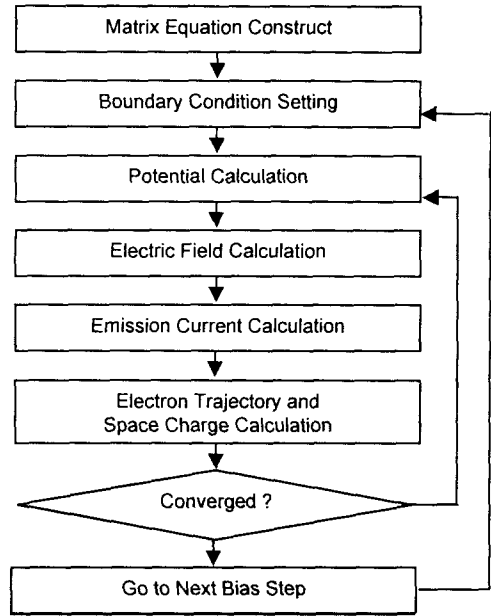 Matrix Equation Construct
Boundary Condition Setting
Potential Calculation
Electric Field Calculation
Emission Current Calculation
Electron Trajectory and
Space Charge Calculation
Converged ?
Go to Next Bias Step